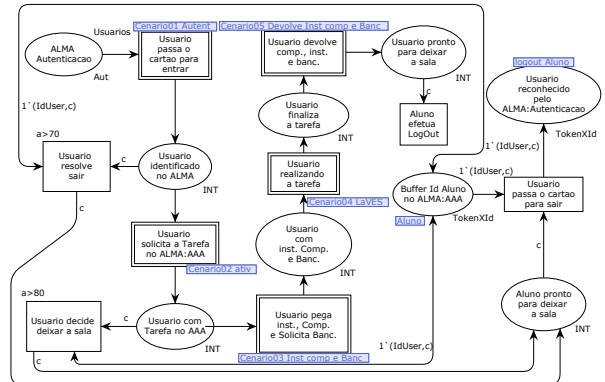 Cenario01 Autent
Cenario05 Devolve Inst comp e Banc
ALMA
Autenticacao
Usuarios
Aut
Usuario
passa o
cartao para
entrar
Usuario devolve
comp., inst.
e banc.
Usuario pronto
para deixar
a sala
INT
logout Aluno
Usuario
reconhecido
pelo
ALMA:Autenticacao
TokenXId
1`(IdUser,c)
a>70
Usuario
resolve
sair
c
Usuario
identificado
no ALMA
INT
Usuario
finaliza
a tarefa
INT
c
Aluno
efetua
LogOut
1`(IdUser,c)
Usuario
realizando
a tarefa
Cenario04 LaVES
Buffer Id Aluno
no ALMA:AAA
TokenXId
Aluno
1`(IdUser,c)
Usuario
passa o cartao
para sair
c
Usuario
solicita a Tarefa
no ALMA:AAA
Cenario02 ativ
Usuario
com
inst. Comp.
e Banc.
INT
c
a>80
Usuario decide
deixar a sala
c
c
Usuario com
Tarefa no AAA
INT
Usuario pega
inst., Comp.
e Solicita Banc.
Cenario03 Inst comp e Banc
1`(IdUser,c)
Aluno pronto
para deixar
a sala
INT